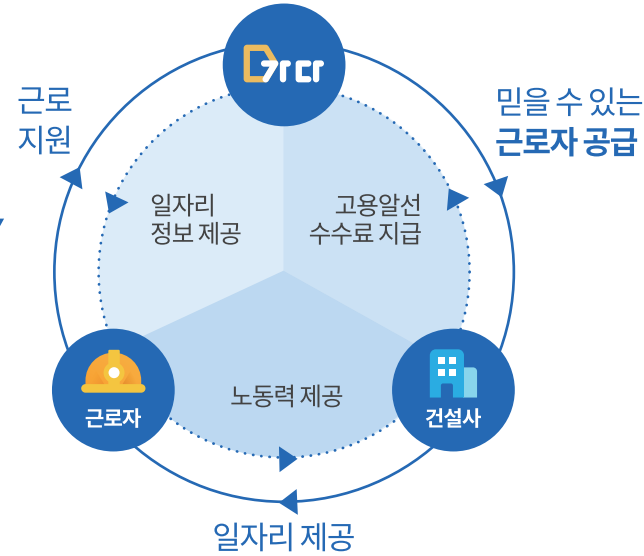 가다
근로
지원
믿을 수 있는
근로자 공급
일자리
정보 제공
고용알선
수수료 지급
노동력 제공
근로자
건설사
일자리 제공